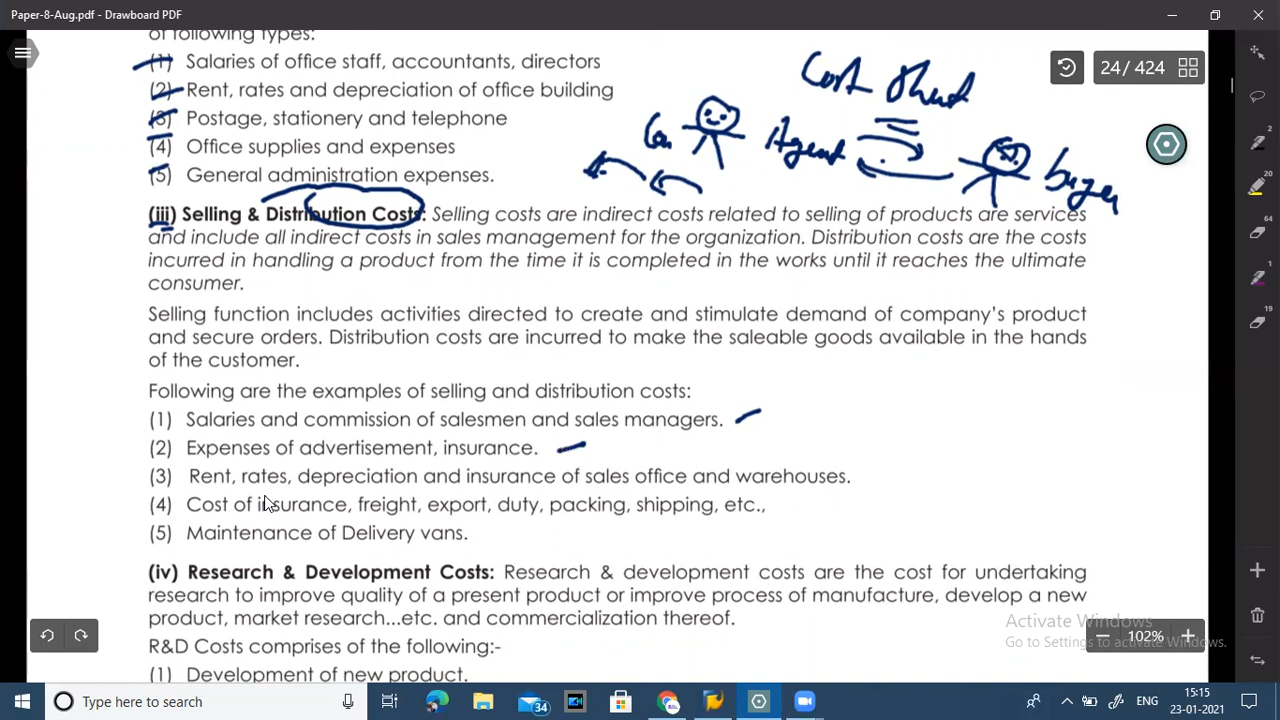 Paper-8-Aug.pdf - Drawboard PDF
of following types:
(1) Salaries of office staff, accountants, directors
(2) Rent, rates and depreciation of office building
(3) Postage, stationery and telephone
(4) Office supplies and expenses
(5) General administration expenses.
Cost Sheet
Co Agent buyer
24/ 424
(iii) Selling & Distribution Costs: Selling costs are indirect costs related to selling of products are services
and include all indirect costs in sales management for the organization. Distribution costs are the costs
incurred in handling a product from the time it is completed in the works until it reaches the ultimate
consumer.
Selling function includes activities directed to create and stimulate demand of company's product
and secure orders. Distribution costs are incurred to make the saleable goods available in the hands
of the customer.
Following are the examples of selling and distribution costs:
(1) Salaries and commission of salesmen and sales managers.
(2) Expenses of advertisement, insurance.
(3) Rent, rates, depreciation and insurance of sales office and warehouses.
(4) Cost of insurance, freight, export, duty, packing, shipping, etc.,
(5) Maintenance of Delivery vans.
(iv) Research & Development Costs: Research & development costs are the cost for undertaking
research to improve quality of a present product or improve process of manufacture, develop a new
product, market research...etc. and commercialization thereof.
R&D Costs comprises of the following:-
(1) Development of new product.
Activate Windows
Go to Settings to activate Windows.
102%
20
19
Type here to search
34
ENG
15:15
23-01-2021